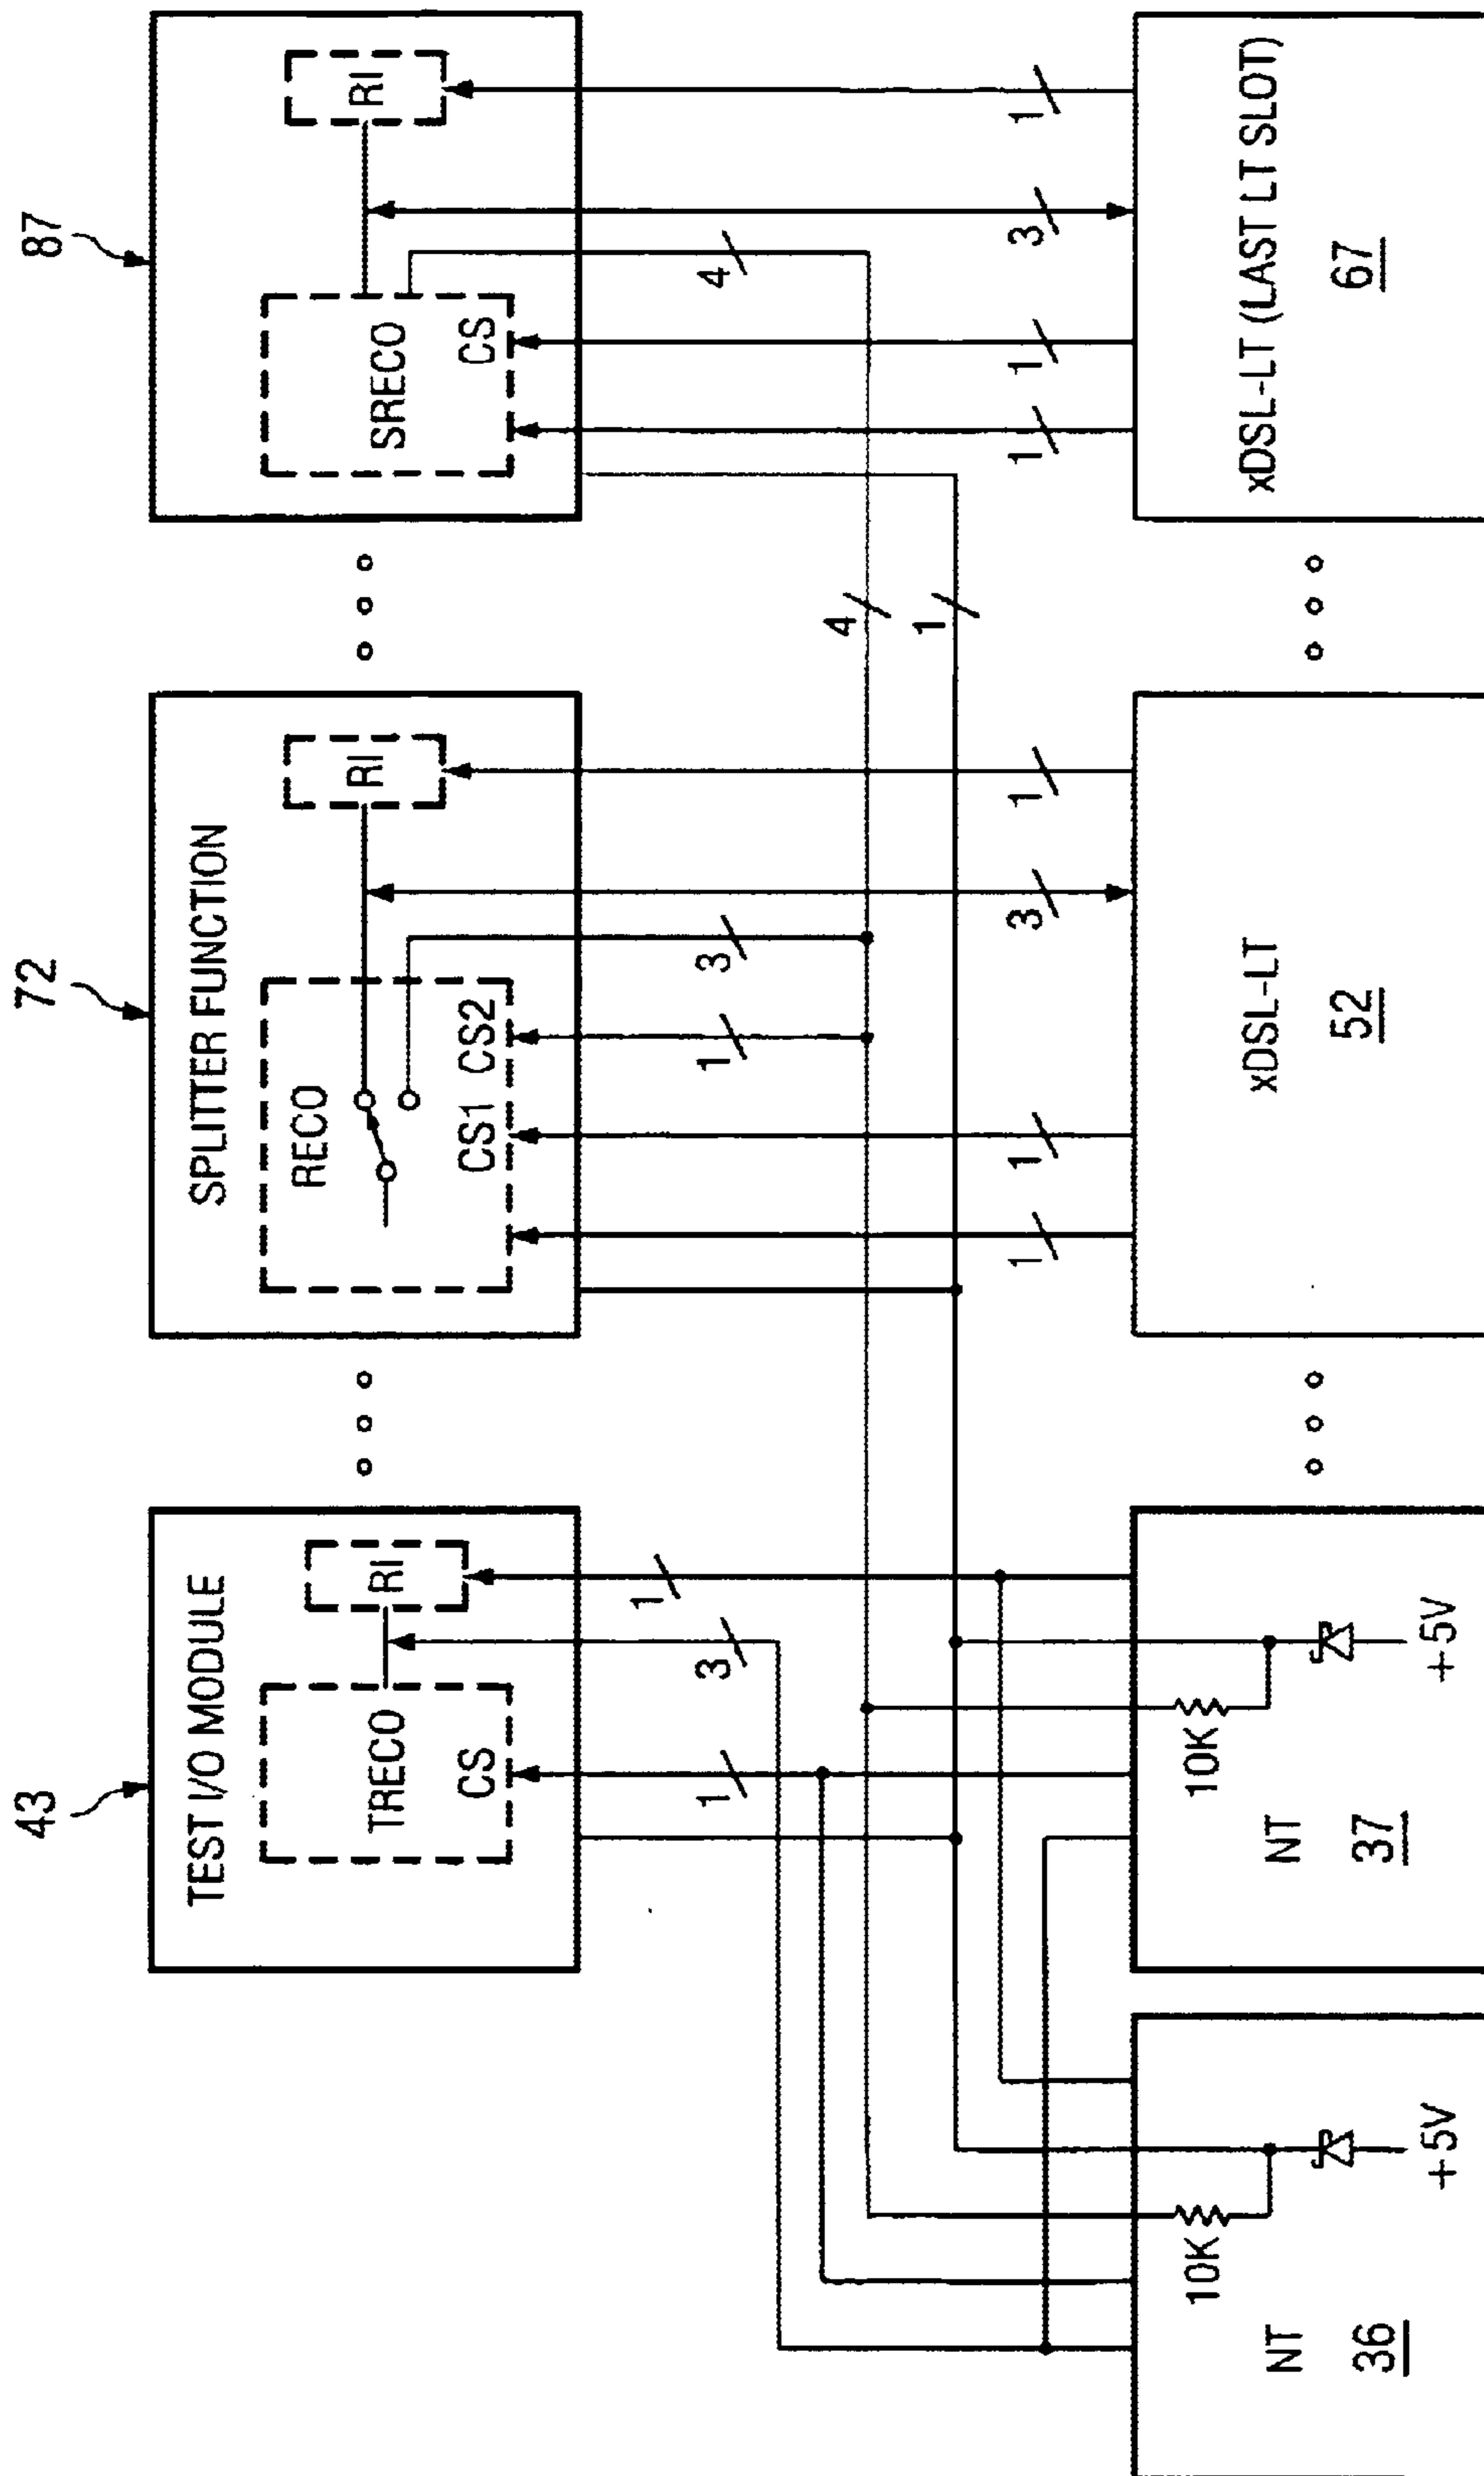 43
TEST I/O MODULE
TRECO
CS
RI
1
3
1
72
SPLITTER FUNCTION
RECO
CS1 CS2
RI
1
3
87
SRECO
CS
RI
4
4
1
1
1
3
1
1
1
3
1
NT
36
10K
+5V
NT
37
10K
+5V
xDSL-LT
52
xDSL-LT (LAST LT SLOT)
67